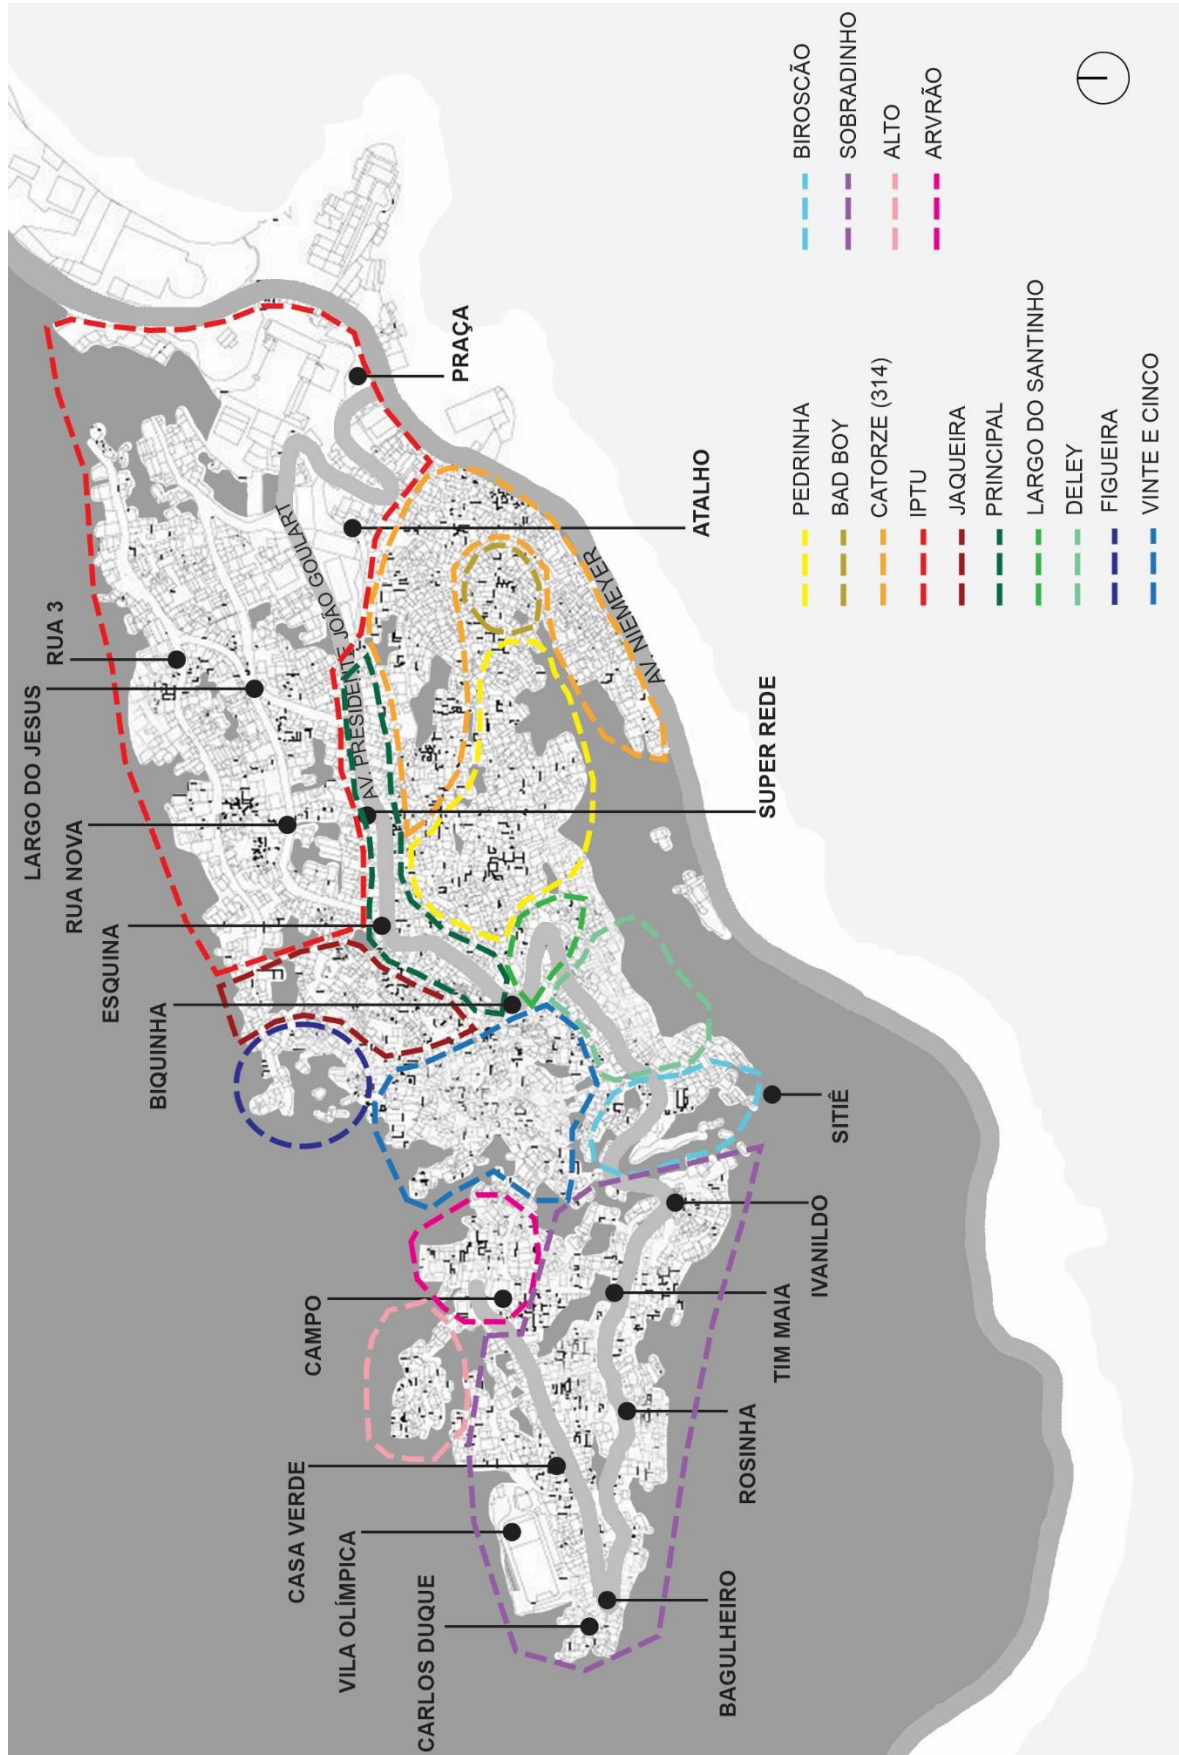 LARGO DO JESUS
RUA 3
RUA NOVA
ESQUINA
BIQUINHA
CAMPO
CASA VERDE
VILA OLÍMPICA
CARLOS DUQUE
AV. PRESIDENTE JOÃO GOULART
AV. NIEMEYER
PRAÇA
ATALHO
SUPER REDE
SITIÊ
IVANILDO
TIM MAIA
ROSINHA
BAGULHEIRO
PEDRINHA
BAD BOY
CATORZE (314)
IPTU
JAQUEIRA
PRINCIPAL
LARGO DO SANTINHO
DELEY
FIGUEIRA
VINTE E CINCO
BIROSCÃO
SOBRADINHO
ALTO
ARVRÃO